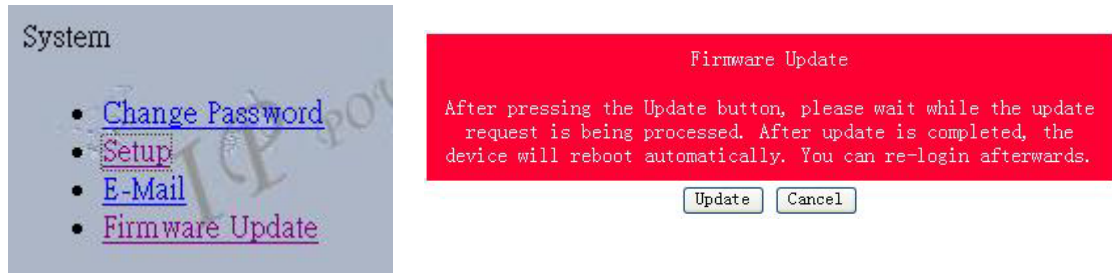 System
Change Password
Setup
E-Mail
Firmware Update
IP PO
Firmware Update
After pressing the Update button, please wait while the update
request is being processed. After update is completed, the
device will reboot automatically. You can re-login afterwards.
Update
Cancel